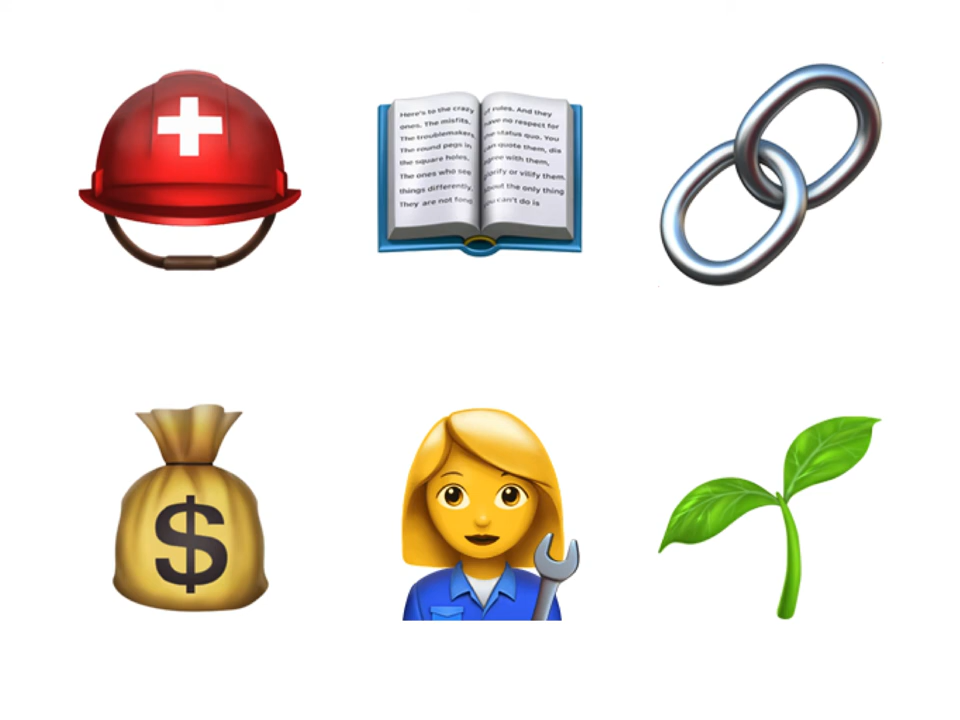 Here's to the crazy
ones. The misfits.
The troublemakers
The round pegs in
the square holes.
The ones who see
things differently.
They are not fond
of rules. And they
have no respect for
the status quo. You
can quote them, dis
agree with them,
glorify or vilify them.
about the only thing
you can't do is
$